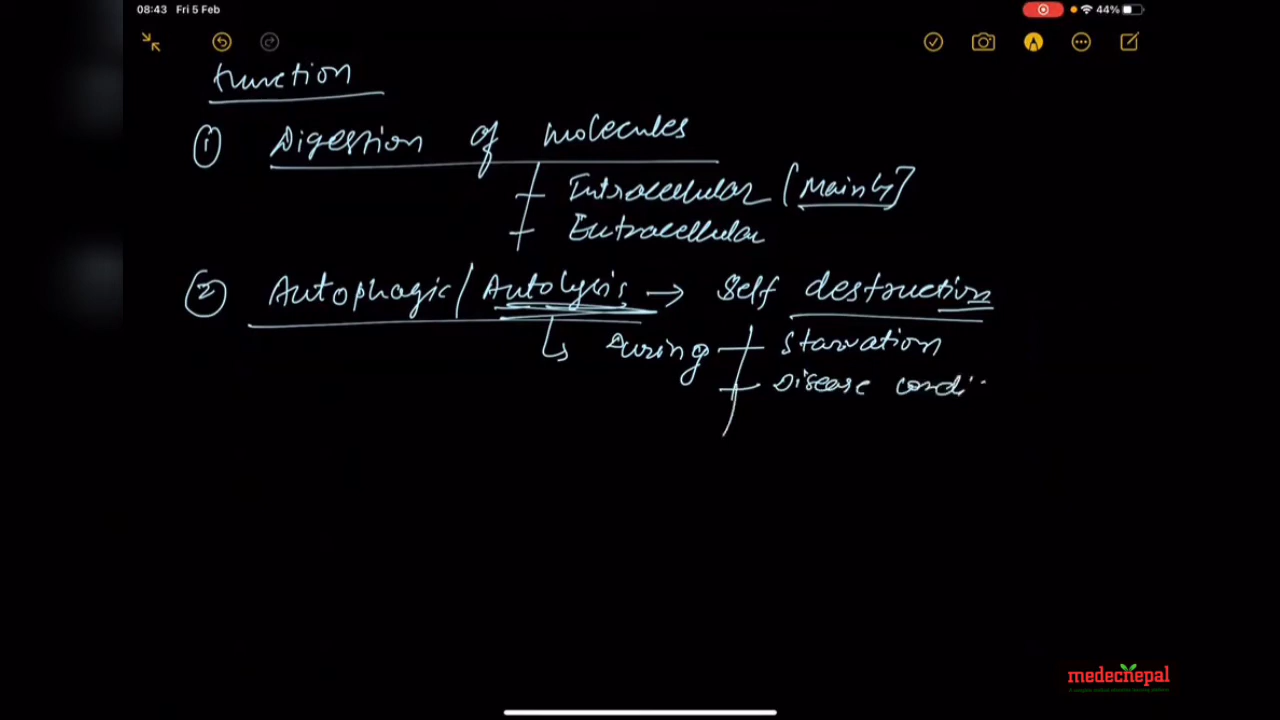 08:43 Fri 5 Feb
44%
Function
① Digestion of molecules
Intracellular [Mainly]
Extracellular
② Autophagic/Autolysis → Self destruction
↳ During
Starvation
Disease condi
medecnepal